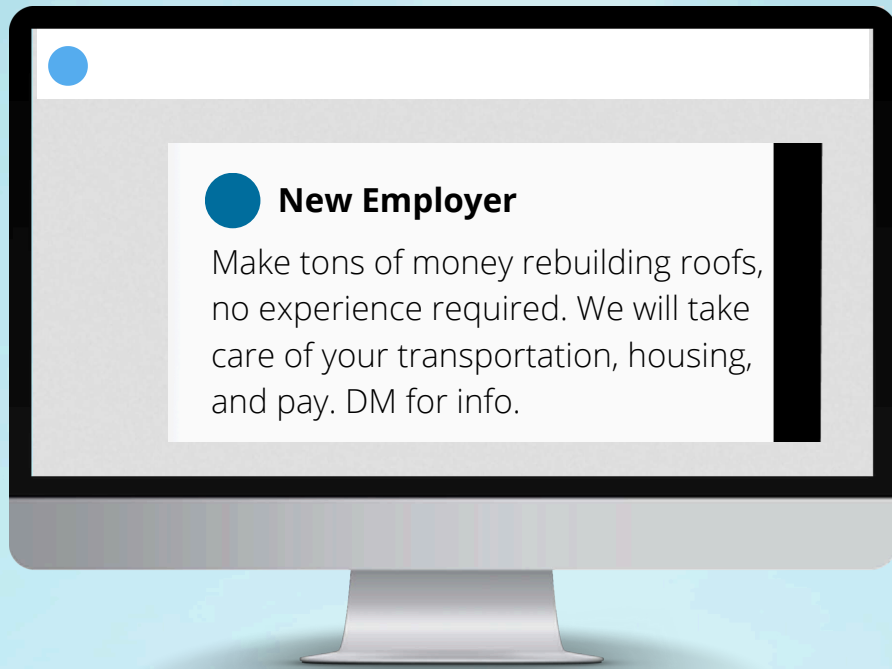 New Employer
Make tons of money rebuilding roofs,
no experience required. We will take
care of your transportation, housing,
and pay. DM for info.